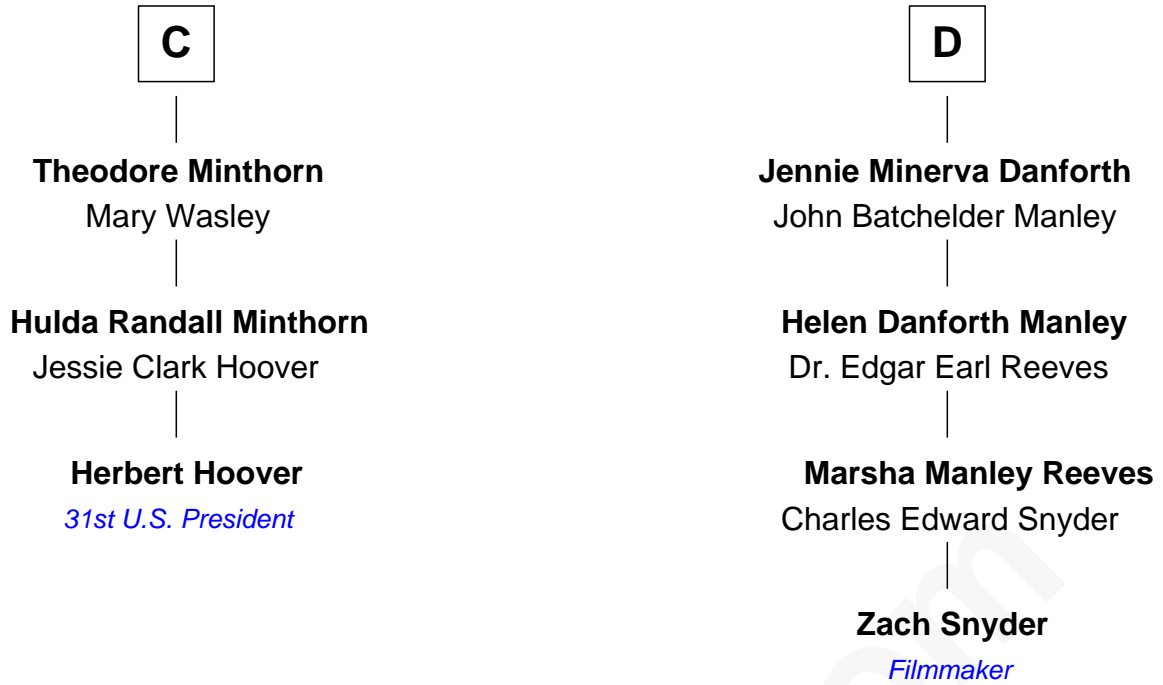 C
Theodore Minthorn
Mary Wasley
Hulda Randall Minthorn
Jessie Clark Hoover
Herbert Hoover
31st U.S. President
D
Jennie Minerva Danforth
John Batchelder Manley
Helen Danforth Manley
Dr. Edgar Earl Reeves
Marsha Manley Reeves
Charles Edward Snyder
Zach Snyder
Filmmaker